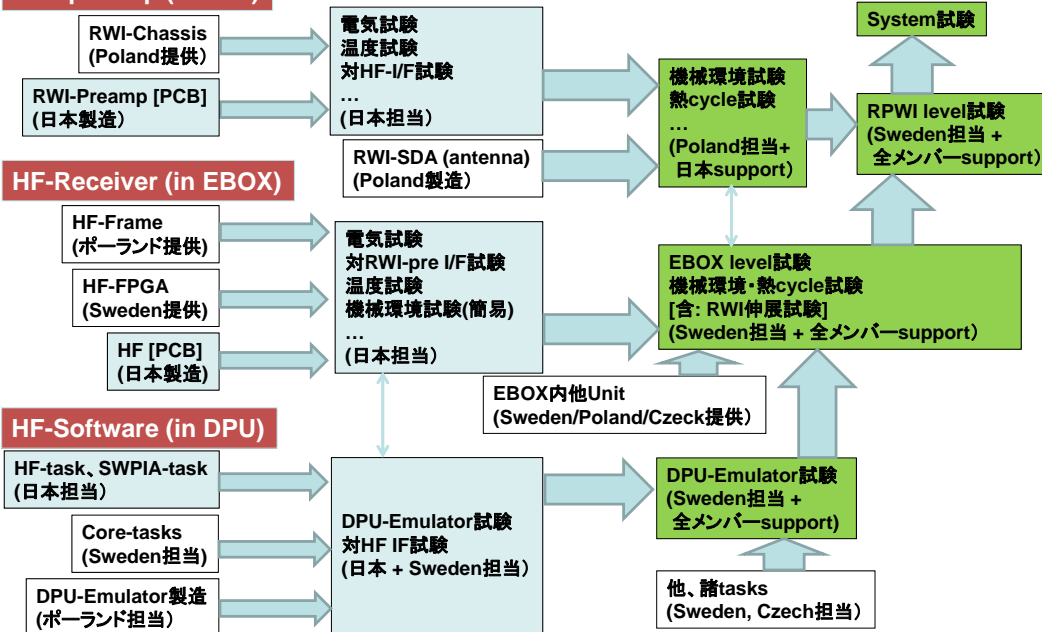 RWI-Chassis
(Poland提供)
RWI-Preamp [PCB]
(日本製造)
電気試験
温度試験
対HF-I/F試験
…
(日本担当)
RWI-SDA (antenna)
(Poland製造)
機械環境試験
熱cycle試験
…
(Poland担当+
日本support)
System試験
RPWI level試験
(Sweden担当 +
全メンバーsupport)
HF-Receiver (in EBOX)
HF-Frame
(ポーランド提供)
HF-FPGA
(Sweden提供)
HF [PCB]
(日本製造)
電気試験
対RWI-pre I/F試験
温度試験
機械環境試験(簡易)
…
(日本担当)
EBOX level試験
機械環境・熱cycle試験
[含: RWI伸展試験]
(Sweden担当 + 全メンバーsupport)
EBOX内他Unit
(Sweden/Poland/Czeck提供)
HF-Software (in DPU)
HF-task、SWPIA-task
(日本担当)
Core-tasks
(Sweden担当)
DPU-Emulator製造
(ポーランド担当)
DPU-Emulator試験
対HF IF試験
(日本 + Sweden担当)
DPU-Emulator試験
(Sweden担当 +
全メンバーsupport)
他、諸tasks
(Sweden, Czech担当)